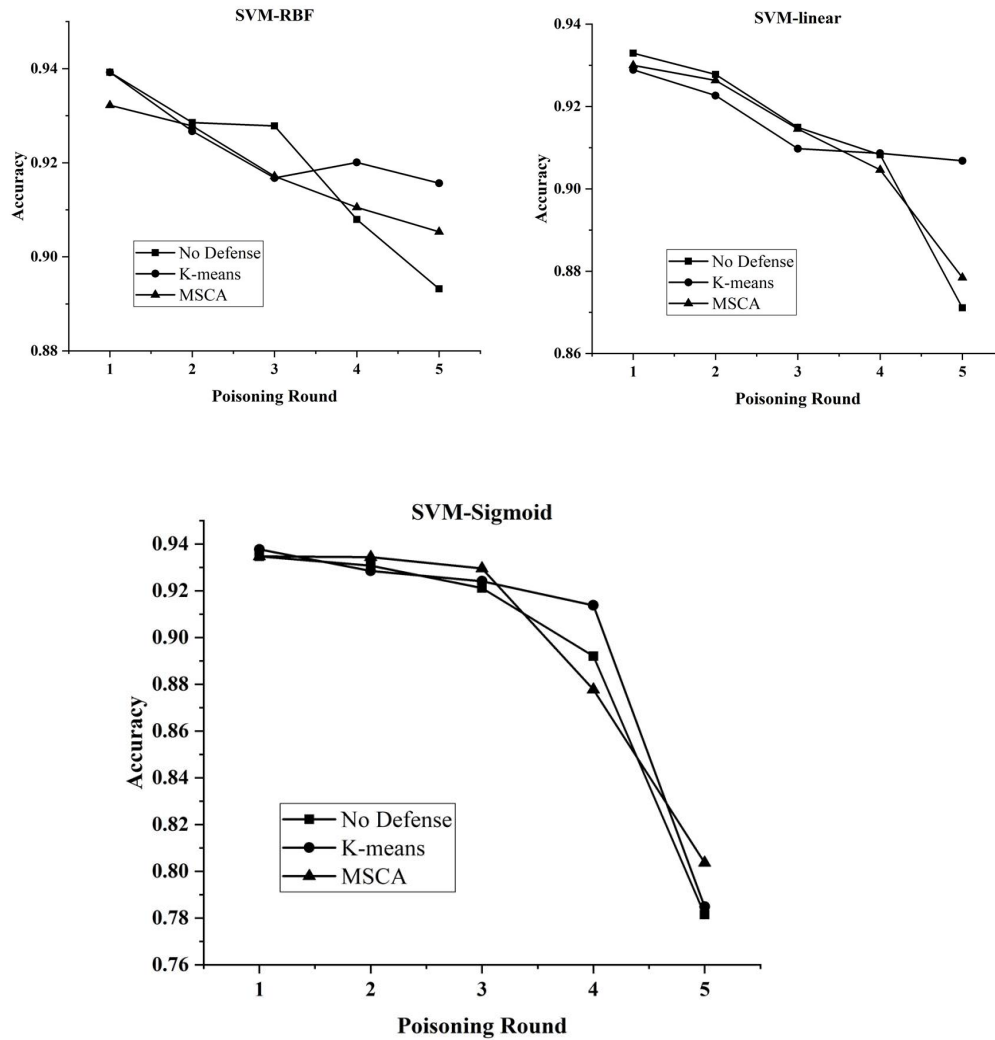 SVM-RBF
0.94
0.92
0.90
0.88
Accuracy
No Defense
K-means
MSCA
1 2 3 4 5
Poisoning Round
SVM-linear
0.94
0.92
0.90
0.88
0.86
Accuracy
No Defense
K-means
MSCA
1 2 3 4 5
Poisoning Round
SVM-Sigmoid
0.94
0.92
0.90
0.88
0.86
0.84
0.82
0.80
0.78
0.76
Accuracy
No Defense
K-means
MSCA
1 2 3 4 5
Poisoning Round